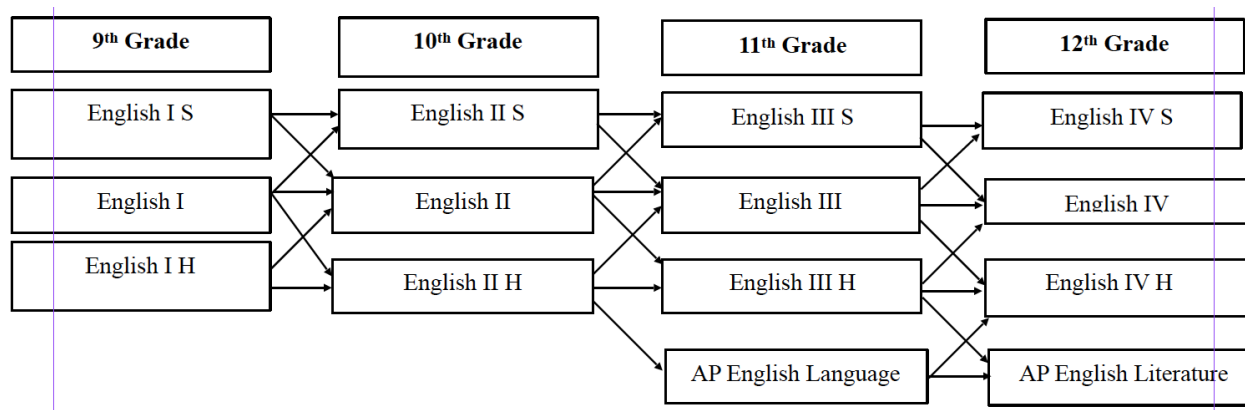 9th Grade
10th Grade
11th Grade
12th Grade
English I S
English II S
English III S
English IV S
English I
English II
English III
English IV
English I H
English II H
English III H
English IV H
AP English Language
AP English Literature